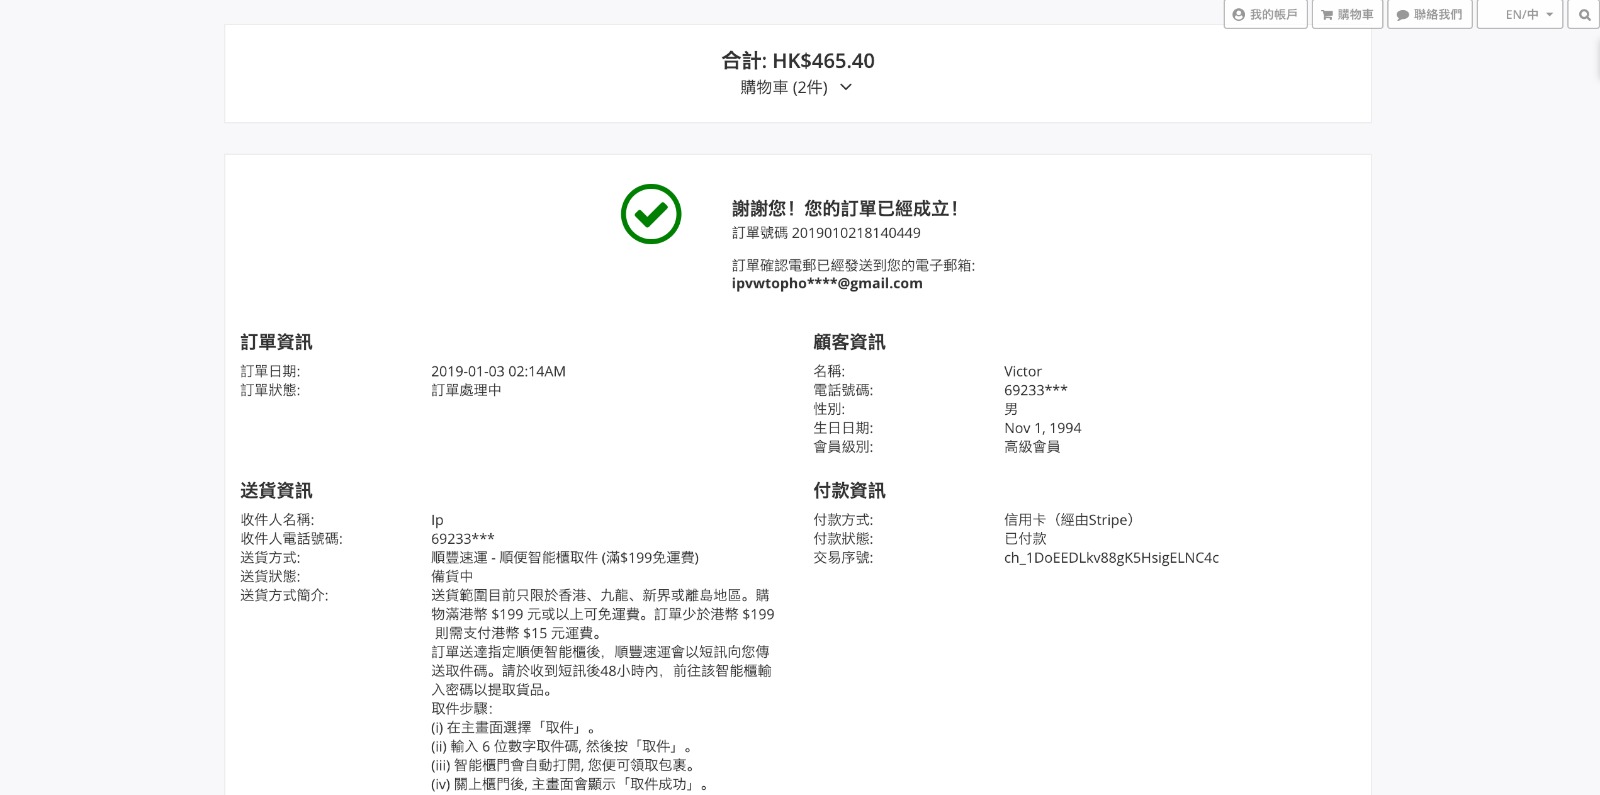 我的帳戶 購物車 聯絡我們 EN/中
合計: HK$465.40
購物車 (2件)
謝謝您！您的訂單已經成立！
訂單號碼 2019010218140449
訂單確認電郵已經發送到您的電子郵箱:
ipvwtopho****@gmail.com
訂單資訊
訂單日期: 2019-01-03 02:14AM
訂單狀態: 訂單處理中
顧客資訊
名稱: Victor
電話號碼: 69233***
性別: 男
生日日期: Nov 1, 1994
會員級別: 高級會員
送貨資訊
收件人名稱: Ip
收件人電話號碼: 69233***
送貨方式: 順豐速運 - 順便智能櫃取件 (滿$199免運費)
送貨狀態: 備貨中
送貨方式簡介: 送貨範圍目前只限於香港、九龍、新界或離島地區。購
物滿港幣 $199 元或以上可免運費。訂單少於港幣 $199
則需支付港幣 $15 元運費。
訂單送達指定順便智能櫃後，順豐速運會以短訊向您傳
送取件碼。請於收到短訊後48小時內，前往該智能櫃輸
入密碼以提取貨品。
取件步驟：
(i) 在主畫面選擇「取件」。
(ii) 輸入 6 位數字取件碼, 然後按「取件」。
(iii) 智能櫃門會自動打開, 您便可領取包裹。
(iv) 關上櫃門後, 主畫面會顯示「取件成功」。
付款資訊
付款方式: 信用卡（經由Stripe）
付款狀態: 已付款
交易序號: ch_1DoEEDLkv88gK5HsigELNC4c